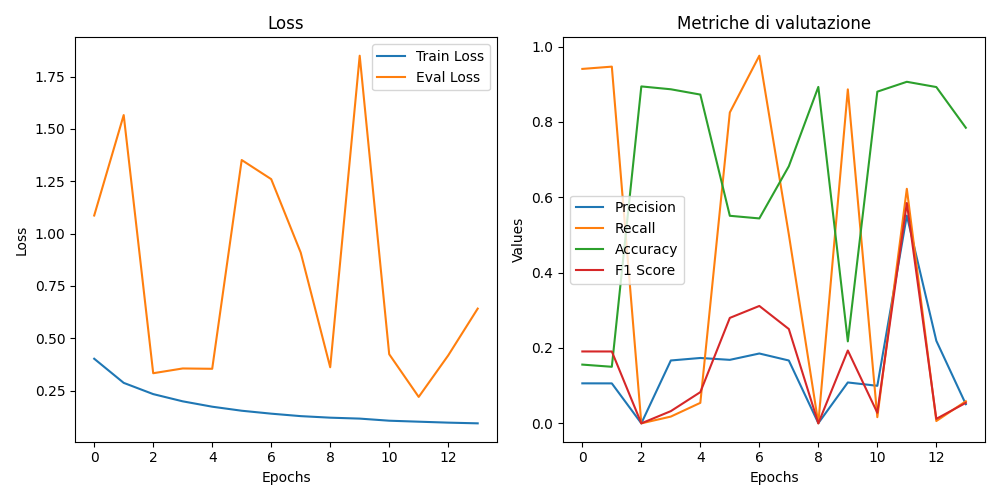 Loss
Train Loss
Eval Loss
1.75
1.50
1.25
1.00
0.75
0.50
0.25
Loss
0 2 4 6 8 10 12
Epochs
Metriche di valutazione
1.0
0.8
0.6
0.4
0.2
0.0
Values
Precision
Recall
Accuracy
F1 Score
0 2 4 6 8 10 12
Epochs